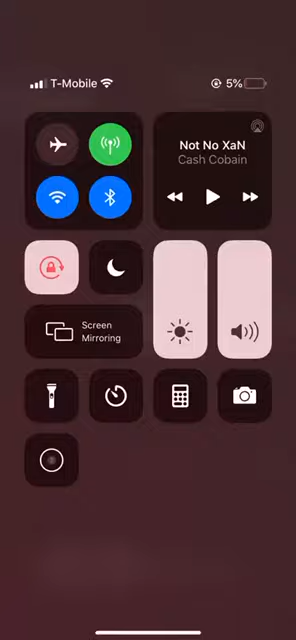 T-Mobile 5%
Not No XaN
Cash Cobain
Screen
Mirroring